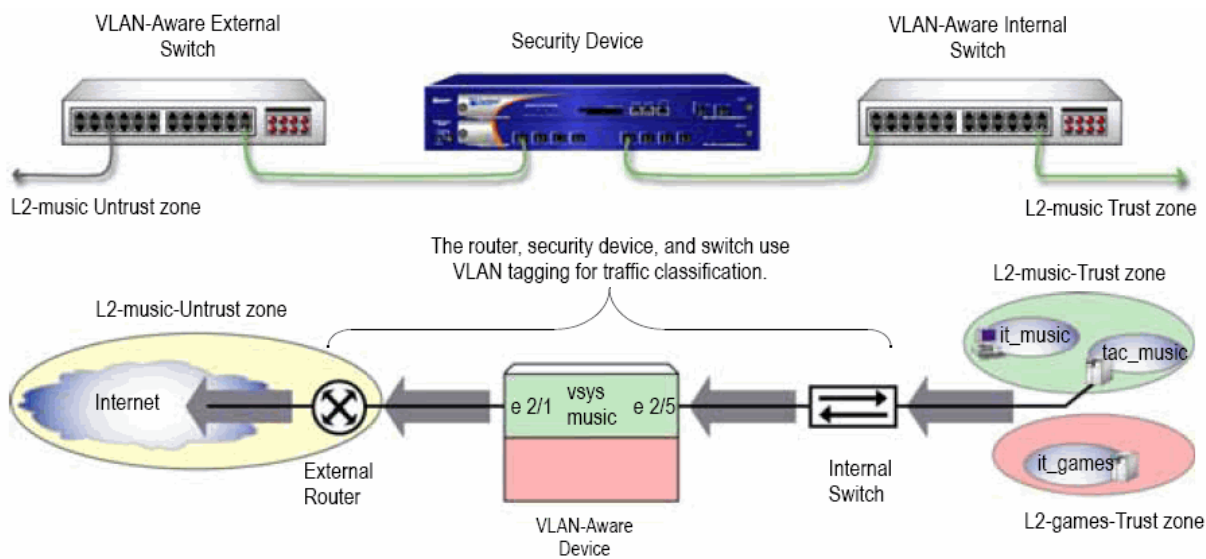 VLAN-Aware External
Switch
Security Device
VLAN-Aware Internal
Switch
L2-music Untrust zone
L2-music Trust zone
The router, security device, and switch use
VLAN tagging for traffic classification.
L2-music-Untrust zone
L2-music-Trust zone
it_music
tac_music
Internet
e 2/1
vsys
music
e 2/5
it_games
External
Router
Internal
Switch
L2-games-Trust zone
VLAN-Aware
Device